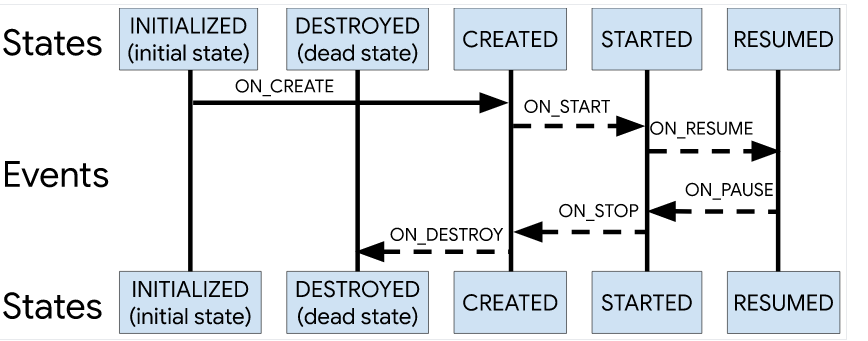 States
INITIALIZED
(initial state)
DESTROYED
(dead state)
CREATED
STARTED
RESUMED
ON_CREATE
ON_START
ON_RESUME
Events
ON_PAUSE
ON_STOP
ON_DESTROY
States
INITIALIZED
(initial state)
DESTROYED
(dead state)
CREATED
STARTED
RESUMED